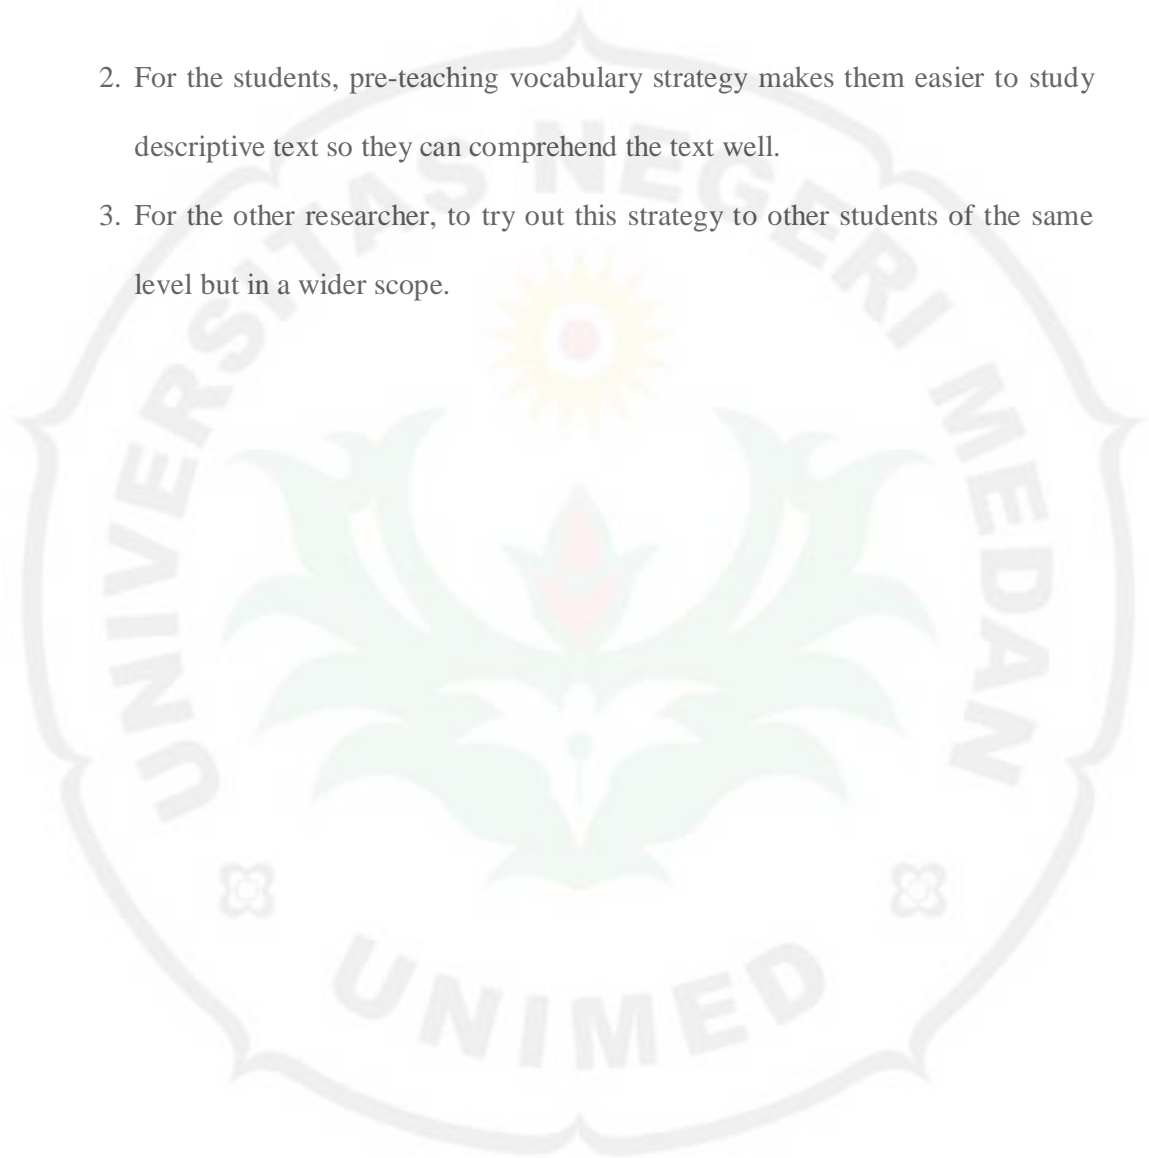 2. For the students, pre-teaching vocabulary strategy makes them easier to study
descriptive text so they can comprehend the text well.
3. For the other researcher, to try out this strategy to other students of the same
level but in a wider scope.
UNIVERSITAS NEGERI MEDAN
UNIMED